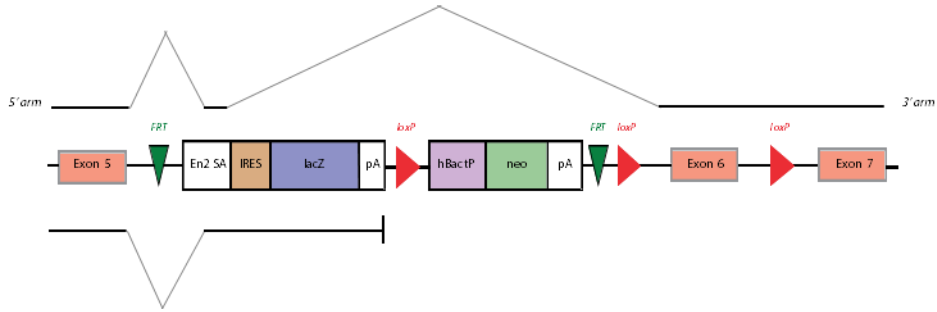 5' arm
3' arm
FRT
loxP
FRT
loxP
loxP
Exon 5
En2 SA
IRES
lacZ
pA
hBactP
neo
pA
Exon 6
Exon 7